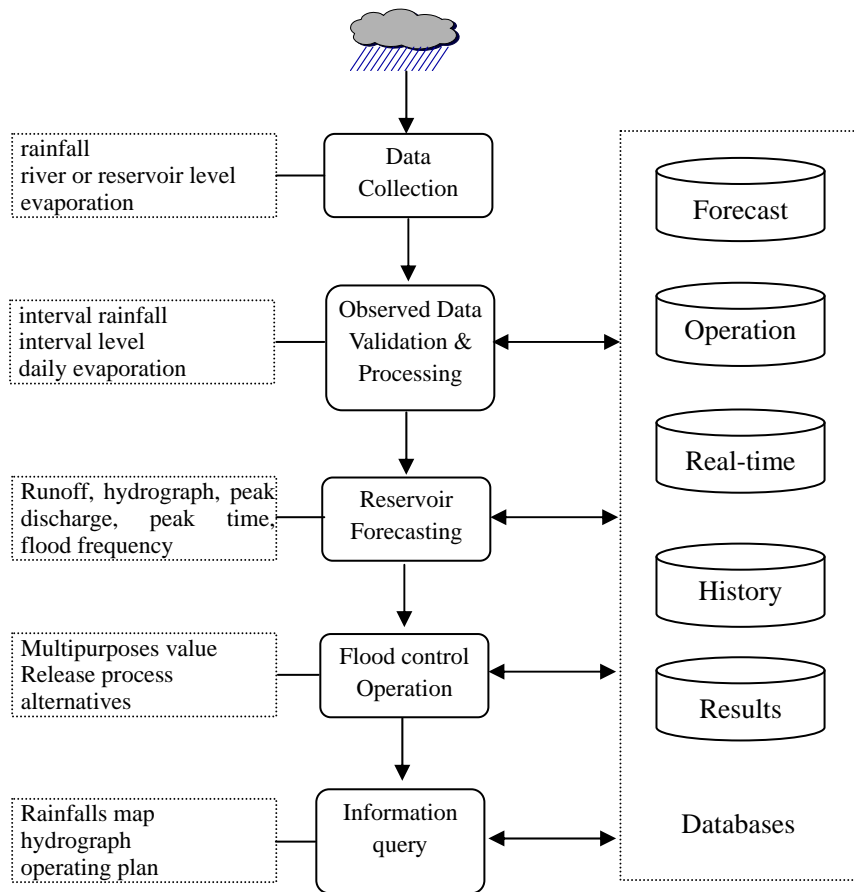 rainfall
river or reservoir level
evaporation
Data
Collection
interval rainfall
interval level
daily evaporation
Observed Data
Validation &
Processing
Runoff, hydrograph, peak
discharge, peak time,
flood frequency
Reservoir
Forecasting
Multipurposes value
Release process
alternatives
Flood control
Operation
Rainfalls map
hydrograph
operating plan
Information
query
Forecast
Operation
Real-time
History
Results
Databases